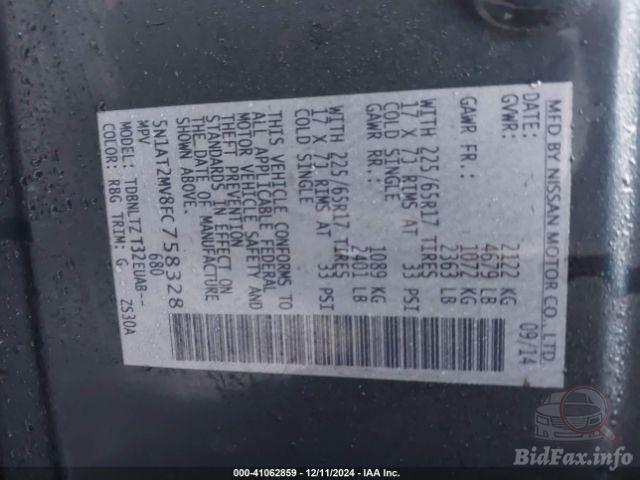 MFD BY NISSAN MOTOR CO., LTD.
DATE: 09/14
GVWR: 2122 KG
4679 LB
GAWR FR: 1072 KG
2363 LB
WITH 225/65R17 TIRES
17 X 7J RIMS AT 33 PSI
COLD SINGLE
GAWR RR: 1089 KG
2401 LB
WITH 225/65R17 TIRES
17 X 7J RIMS AT 33 PSI
COLD SINGLE
THIS VEHICLE CONFORMS TO
ALL APPLICABLE FEDERAL
MOTOR VEHICLE SAFETY AND
THEFT PREVENTION
STANDARDS IN EFFECT ON
THE DATE OF MANUFACTURE
SHOWN ABOVE.
5N1AT2MV8FC758328
MPV 680
MODEL: TDBNLTZ T32EUAB--
COLOR: RBG TRIM: G ZS30A
BidFax.info
000-41062859 - 12/11/2024 - IAA Inc.